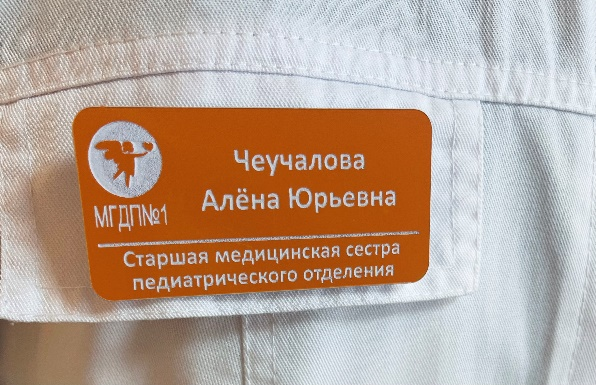 Чеучалова
Алёна Юрьевна
МГДП№1
Старшая медицинская сестра
педиатрического отделения